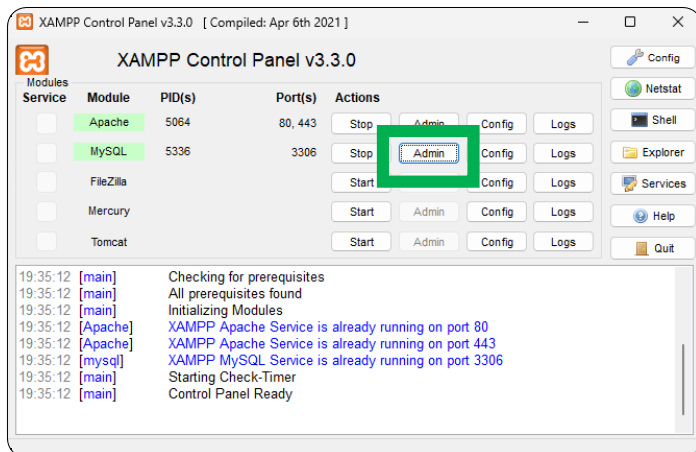 XAMPP Control Panel v3.3.0 [ Compiled: Apr 6th 2021 ]
XAMPP Control Panel v3.3.0
Config
Modules
Service Module PID(s) Port(s) Actions
Netstat
Apache 5064 80, 443 Stop Admin Config Logs
Shell
MySQL 5336 3306 Stop Admin Config Logs
Explorer
FileZilla Start Config Logs
Services
Mercury Start Admin Config Logs
Help
Tomcat Start Admin Config Logs
Quit
19:35:12 [main] Checking for prerequisites
19:35:12 [main] All prerequisites found
19:35:12 [main] Initializing Modules
19:35:12 [Apache] XAMPP Apache Service is already running on port 80
19:35:12 [Apache] XAMPP Apache Service is already running on port 443
19:35:12 [mysql] XAMPP MySQL Service is already running on port 3306
19:35:12 [main] Starting Check-Timer
19:35:12 [main] Control Panel Ready